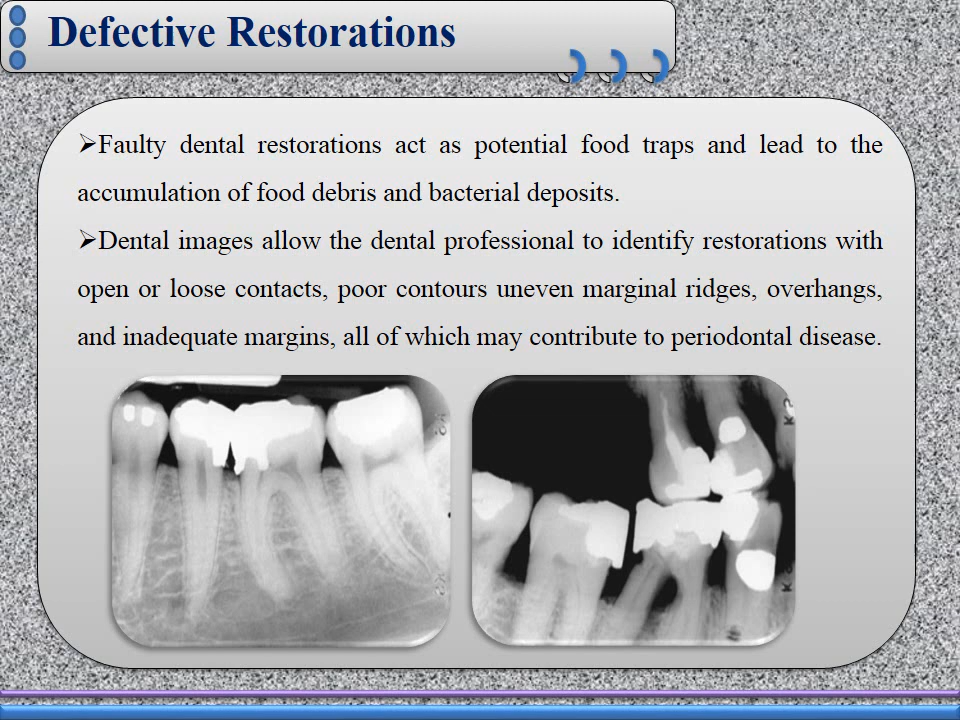 Defective Restorations
➢Faulty dental restorations act as potential food traps and lead to the
accumulation of food debris and bacterial deposits.
➢Dental images allow the dental professional to identify restorations with
open or loose contacts, poor contours uneven marginal ridges, overhangs,
and inadequate margins, all of which may contribute to periodontal disease.